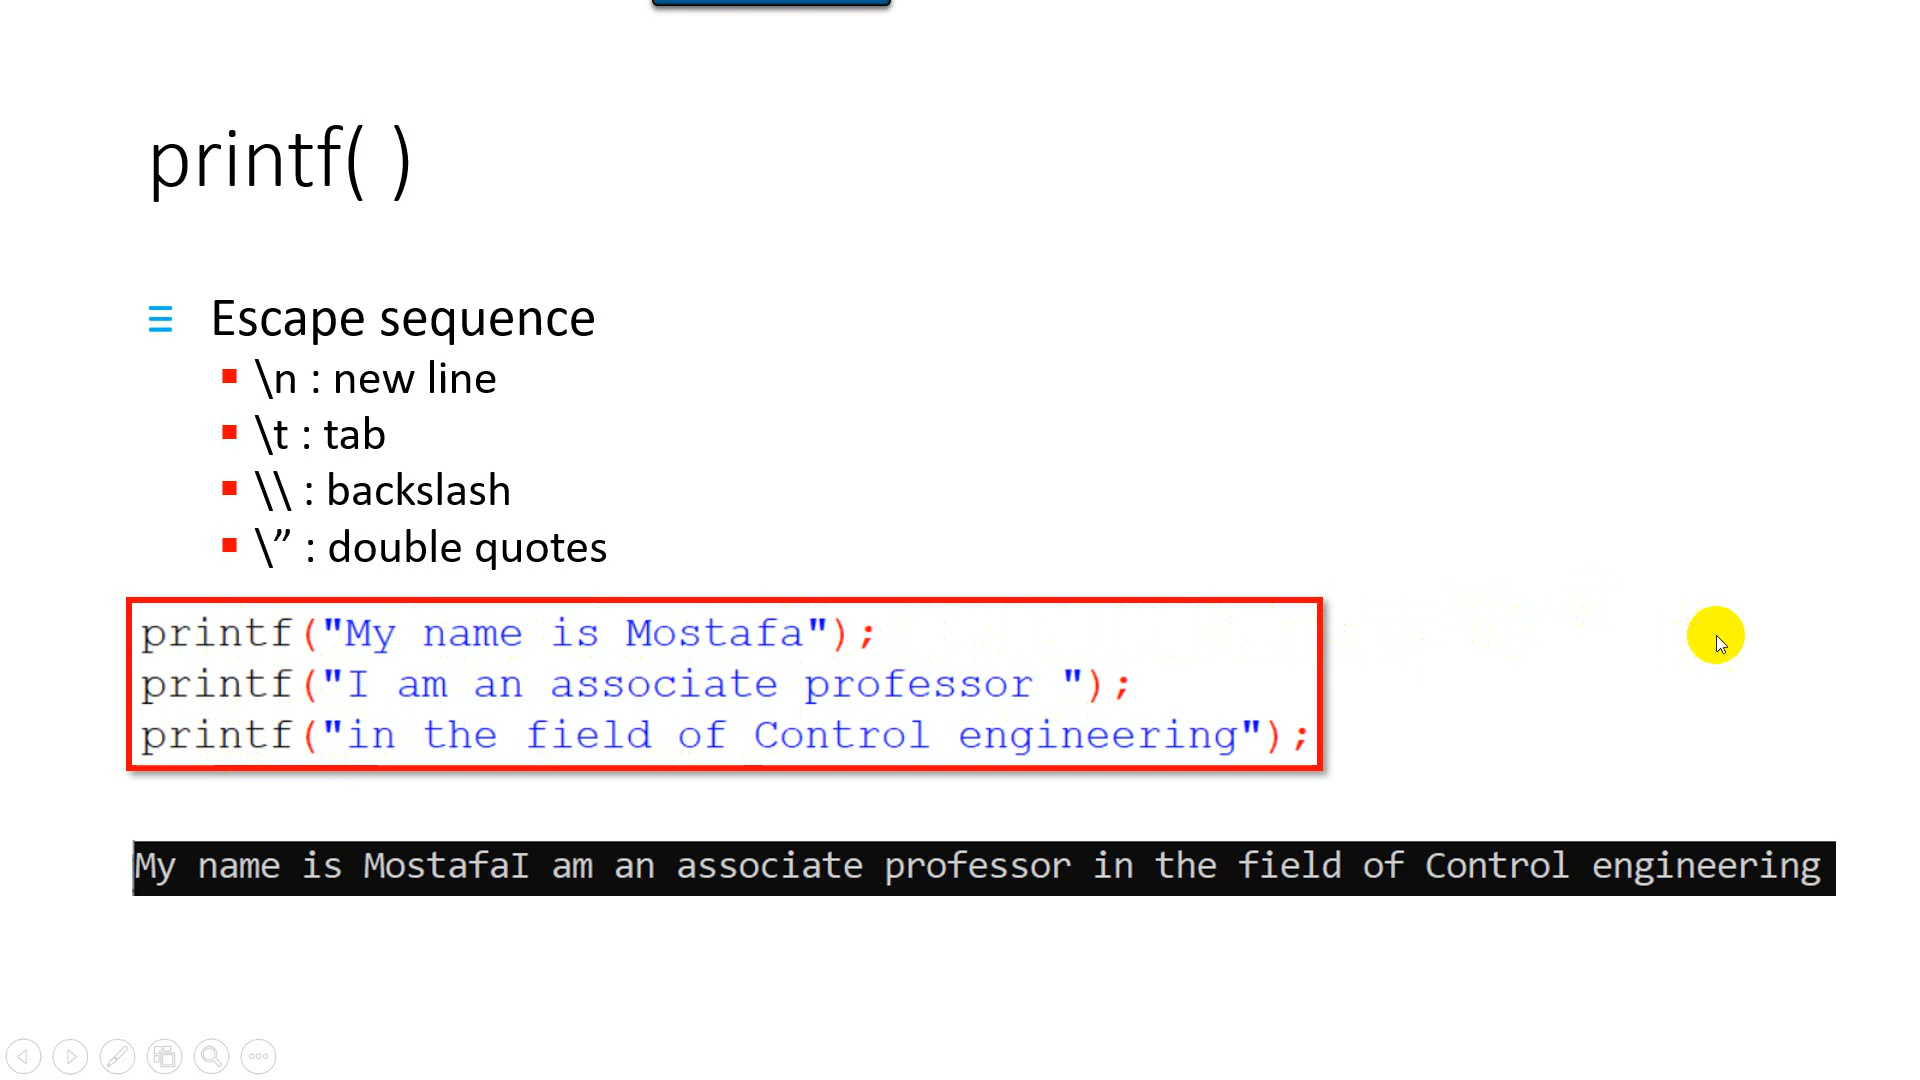 printf( )
Escape sequence
\n : new line
\t : tab
\\ : backslash
\” : double quotes
printf("My name is Mostafa");
printf("I am an associate professor ");
printf("in the field of Control engineering");
My name is MostafaI am an associate professor in the field of Control engineering